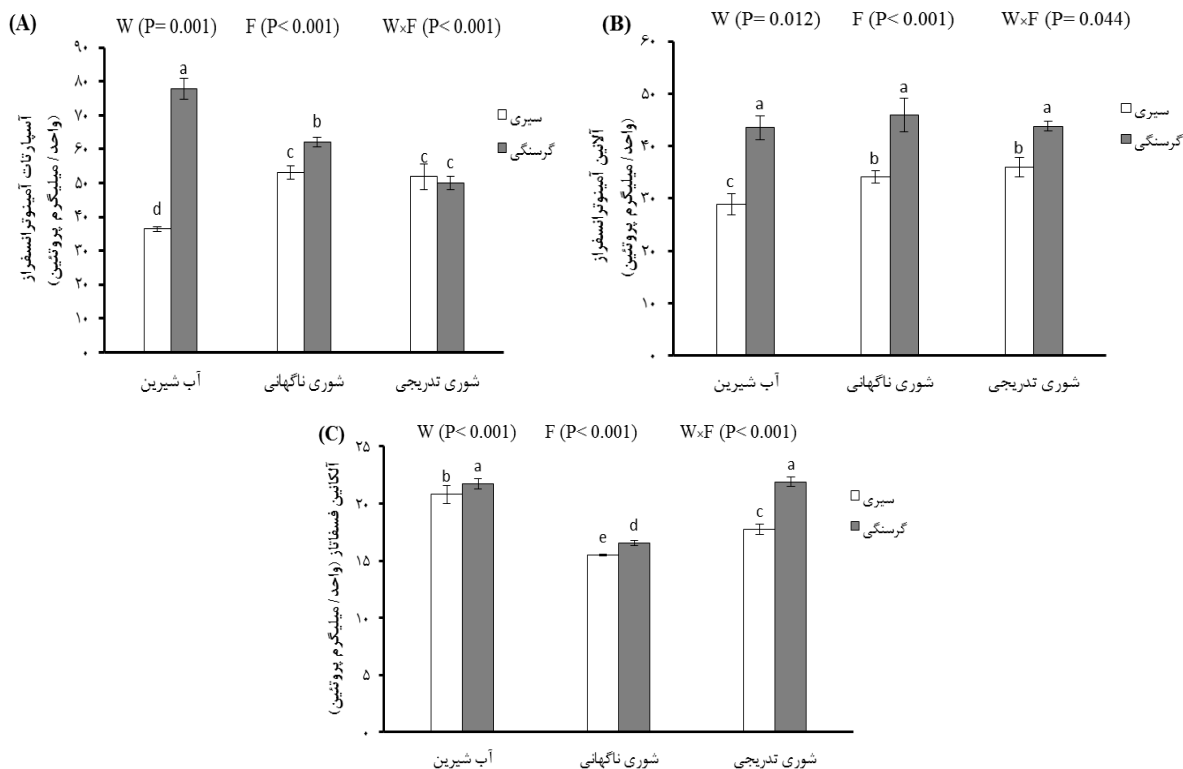 (A)
W (P= 0.001) F (P< 0.001) W×F (P< 0.001)
آسپارتات آمینوترانسفراز
(واحد/ میلیگرم پروتئین)
۹۰
۸۰
۷۰
۶۰
۵۰
۴۰
۳۰
۲۰
۱۰
۰
d
a
c
b
c
c
سیری
گرسنگی
آب شیرین
شوری ناگهانی
شوری تدریجی
(B)
W (P= 0.012) F (P< 0.001) W×F (P= 0.044)
آلانین آمینوترانسفراز
(واحد/ میلیگرم پروتئین)
۶۰
۵۰
۴۰
۳۰
۲۰
۱۰
۰
c
a
b
a
b
a
سیری
گرسنگی
آب شیرین
شوری ناگهانی
شوری تدریجی
(C)
W (P< 0.001) F (P< 0.001) W×F (P< 0.001)
آلکالین فسفاتاز (واحد/ میلیگرم پروتئین)
۲۵
۲۰
۱۵
۱۰
۵
۰
b
a
e
d
c
a
سیری
گرسنگی
آب شیرین
شوری ناگهانی
شوری تدریجی